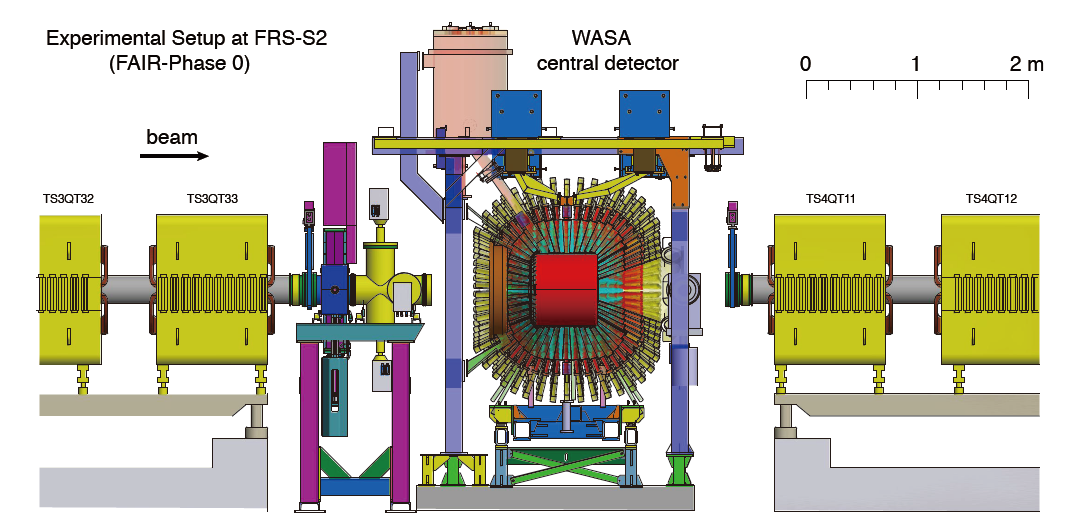 Experimental Setup at FRS-S2
(FAIR-Phase 0)
WASA
central detector
0 1 2 m
beam
TS3QT32 TS3QT33 TS4QT11 TS4QT12